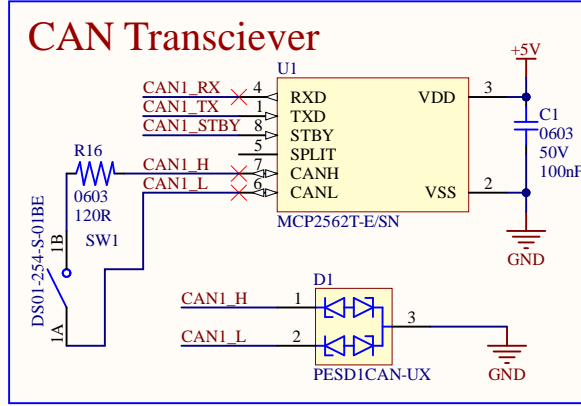 CAN Transciever
+5V
U1
CAN1_RX 4 RXD VDD 3
CAN1_TX 1 TXD
CAN1_STBY 8 STBY
5 SPLIT
CAN1_H 7 CANH
CAN1_L 6 CANL VSS 2
MCP2562T-E/SN
C1
0603
50V
100nF
GND
R16
0603
120R
SW1
DS01-254-S-01BE
1B
1A
D1
CAN1_H 1
CAN1_L 2
3
PESD1CAN-UX
GND